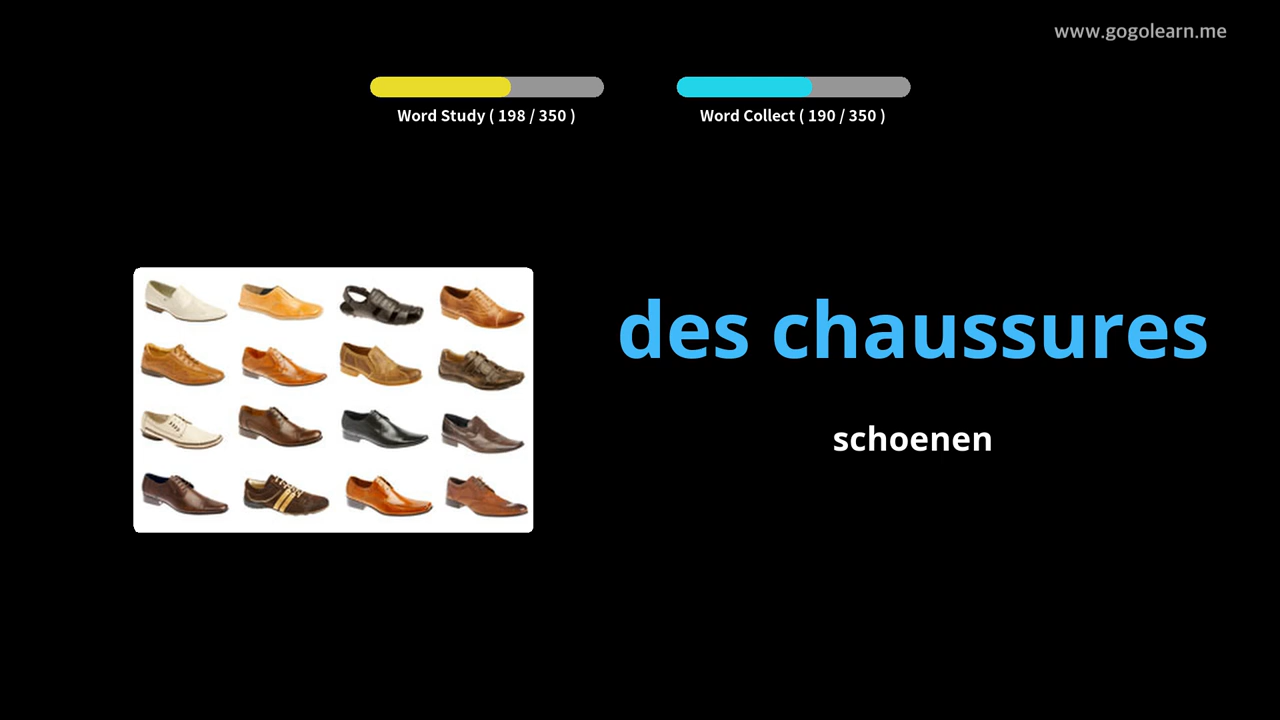 www.gogolearn.me
Word Study ( 198 / 350 )
Word Collect ( 190 / 350 )
des chaussures
schoenen